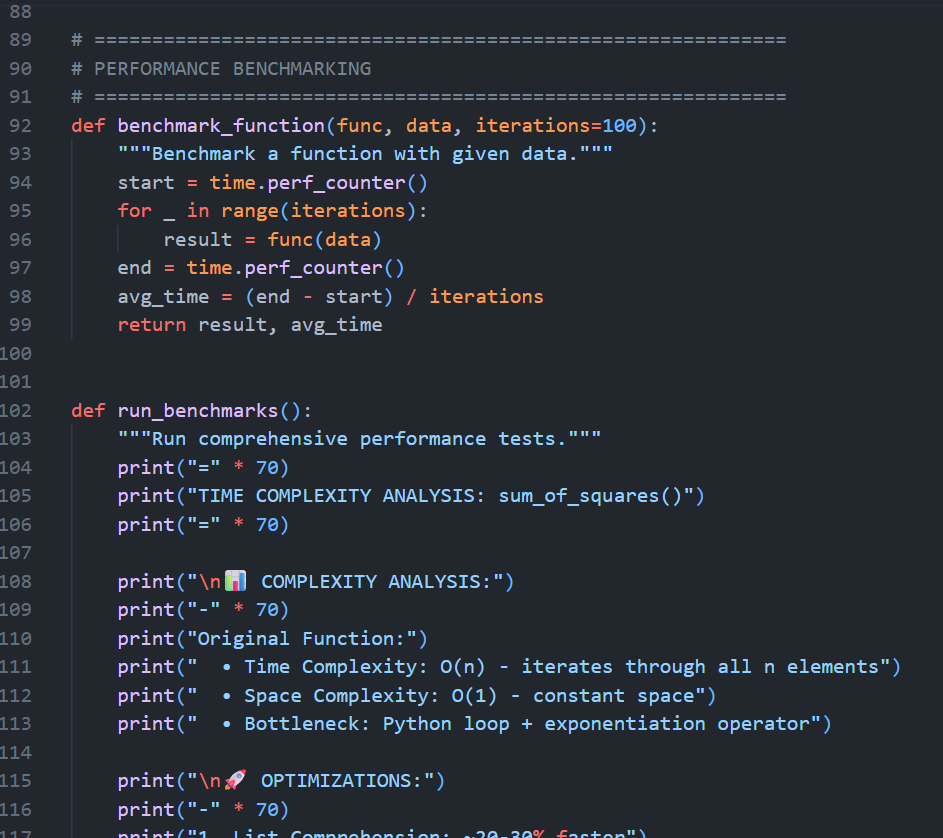 88
89 # ============================================================
90 # PERFORMANCE BENCHMARKING
91 # ============================================================
92 def benchmark_function(func, data, iterations=100):
93     """Benchmark a function with given data."""
94     start = time.perf_counter()
95     for _ in range(iterations):
96         result = func(data)
97     end = time.perf_counter()
98     avg_time = (end - start) / iterations
99     return result, avg_time
100
101
102 def run_benchmarks():
103     """Run comprehensive performance tests."""
104     print("=" * 70)
105     print("TIME COMPLEXITY ANALYSIS: sum_of_squares()")
106     print("=" * 70)
107
108     print("\n📊 COMPLEXITY ANALYSIS:")
109     print("-" * 70)
110     print("Original Function:")
111     print("  • Time Complexity: O(n) - iterates through all n elements")
112     print("  • Space Complexity: O(1) - constant space")
113     print("  • Bottleneck: Python loop + exponentiation operator")
114
115     print("\n🚀 OPTIMIZATIONS:")
116     print("-" * 70)
117     print("1. List Comprehension: ~20-30% faster")